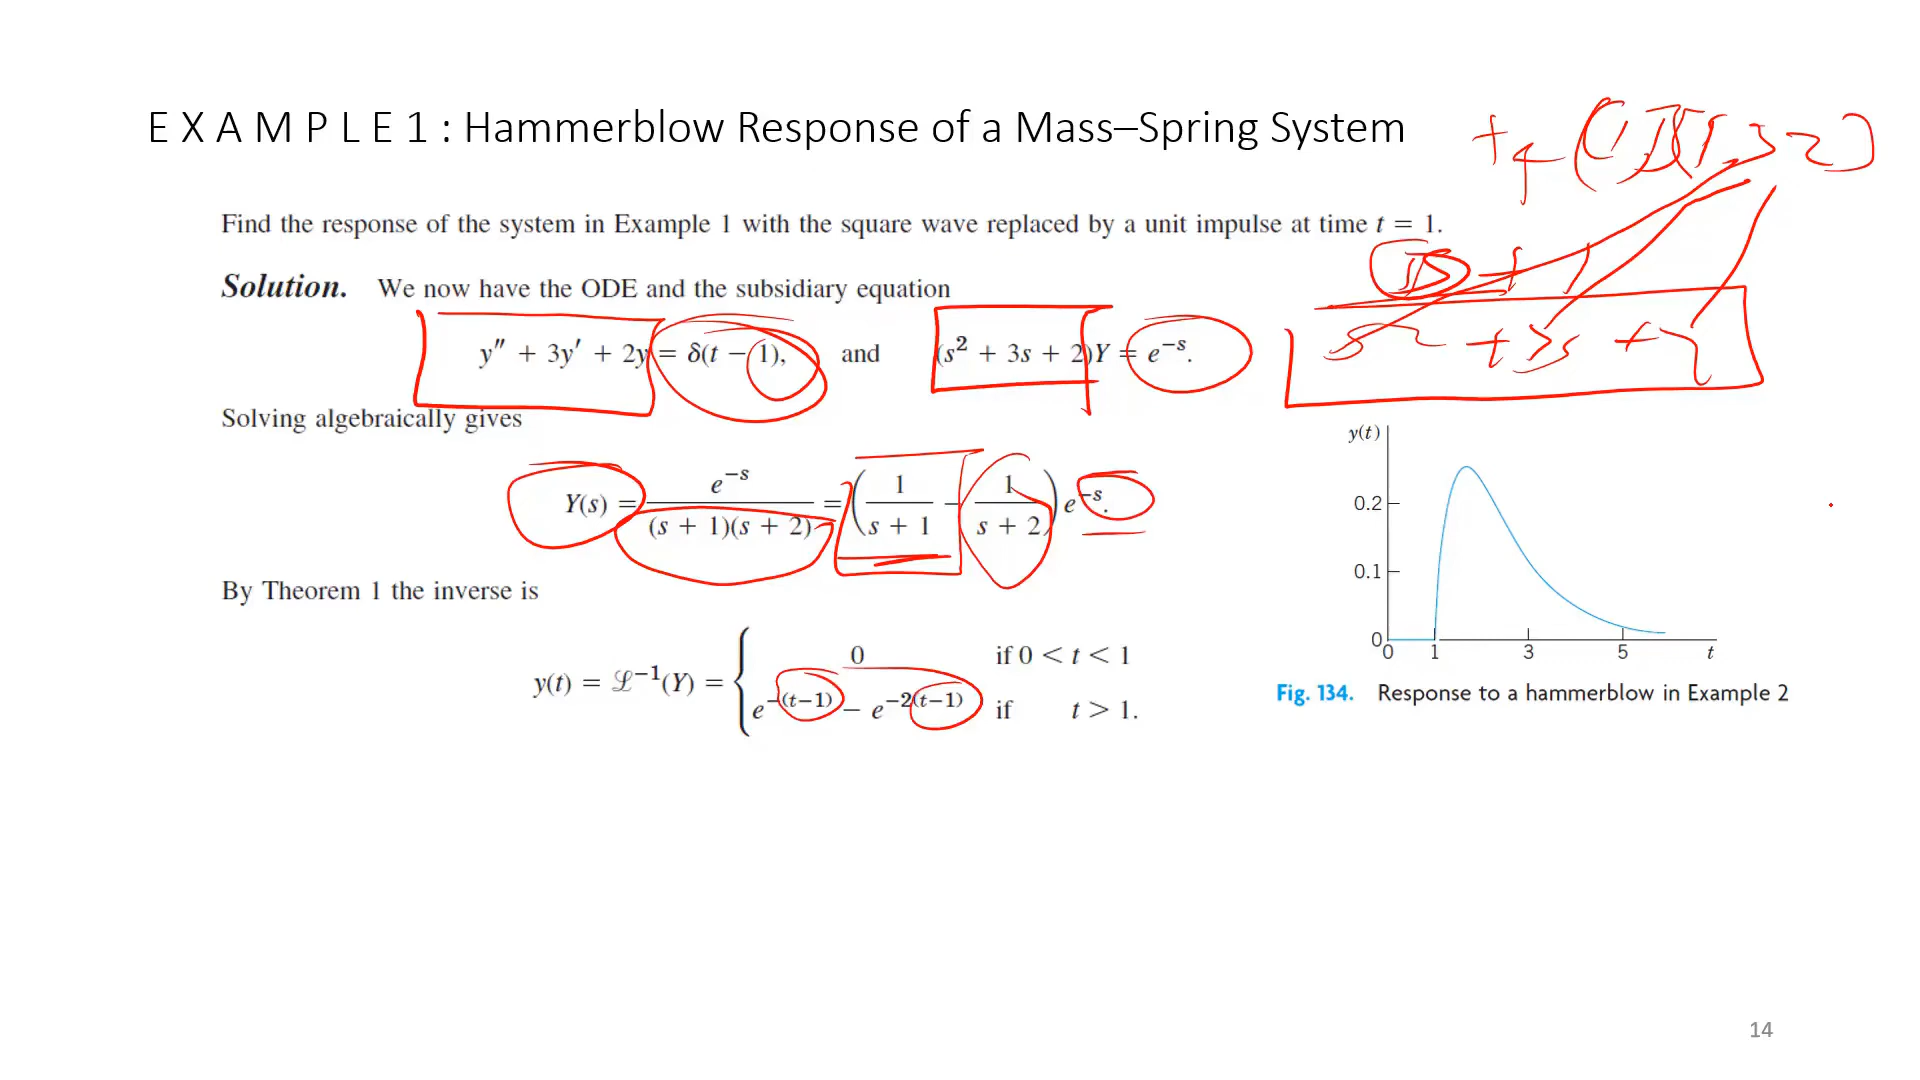 E X A M P L E 1 : Hammerblow Response of a Mass–Spring System
Find the response of the system in Example 1 with the square wave replaced by a unit impulse at time t = 1.
Solution. We now have the ODE and the subsidiary equation
y″ + 3y′ + 2y = δ(t − 1), and (s² + 3s + 2)Y = e⁻ˢ.
Solving algebraically gives
Y(s) = e⁻ˢ / (s + 1)(s + 2) = (1 / (s + 1) − 1 / (s + 2)) e⁻ˢ.
By Theorem 1 the inverse is
y(t) = ℒ⁻¹(Y) = {
0 if 0 < t < 1
e^−(t−1) − e^−2(t−1) if t > 1.
y(t)
0.2
0.1
0
0 1 3 5 t
Fig. 134. Response to a hammerblow in Example 2
14